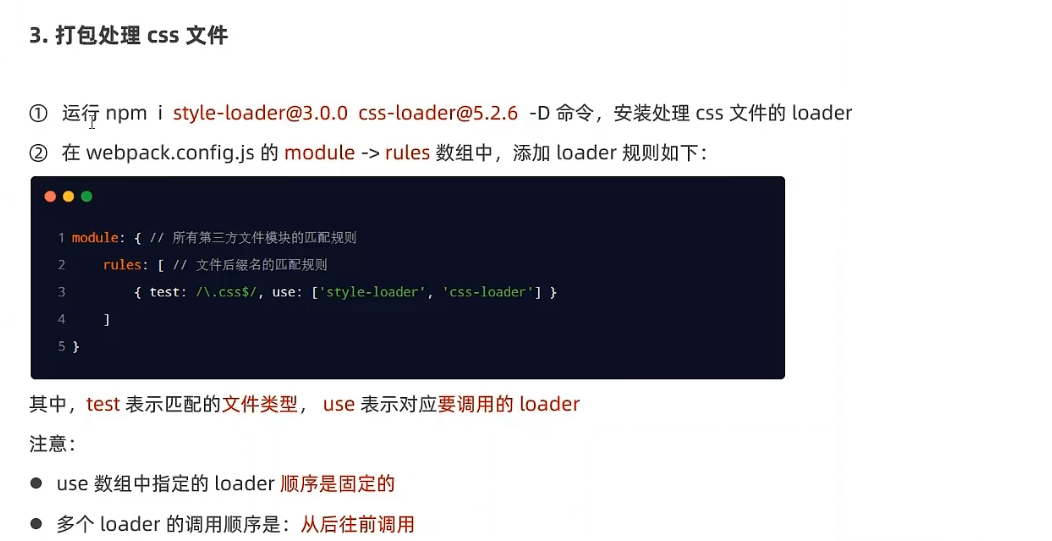 3. 打包处理 css 文件
① 运行 npm i style-loader@3.0.0 css-loader@5.2.6 -D 命令，安装处理 css 文件的 loader
② 在 webpack.config.js 的 module -> rules 数组中，添加 loader 规则如下：
1 module: { // 所有第三方文件模块的匹配规则
2     rules: [ // 文件后缀名的匹配规则
3         { test: /\.css$/, use: ['style-loader', 'css-loader'] }
4     ]
5 }
其中，test 表示匹配的文件类型， use 表示对应要调用的 loader
注意：
● use 数组中指定的 loader 顺序是固定的
● 多个 loader 的调用顺序是：从后往前调用